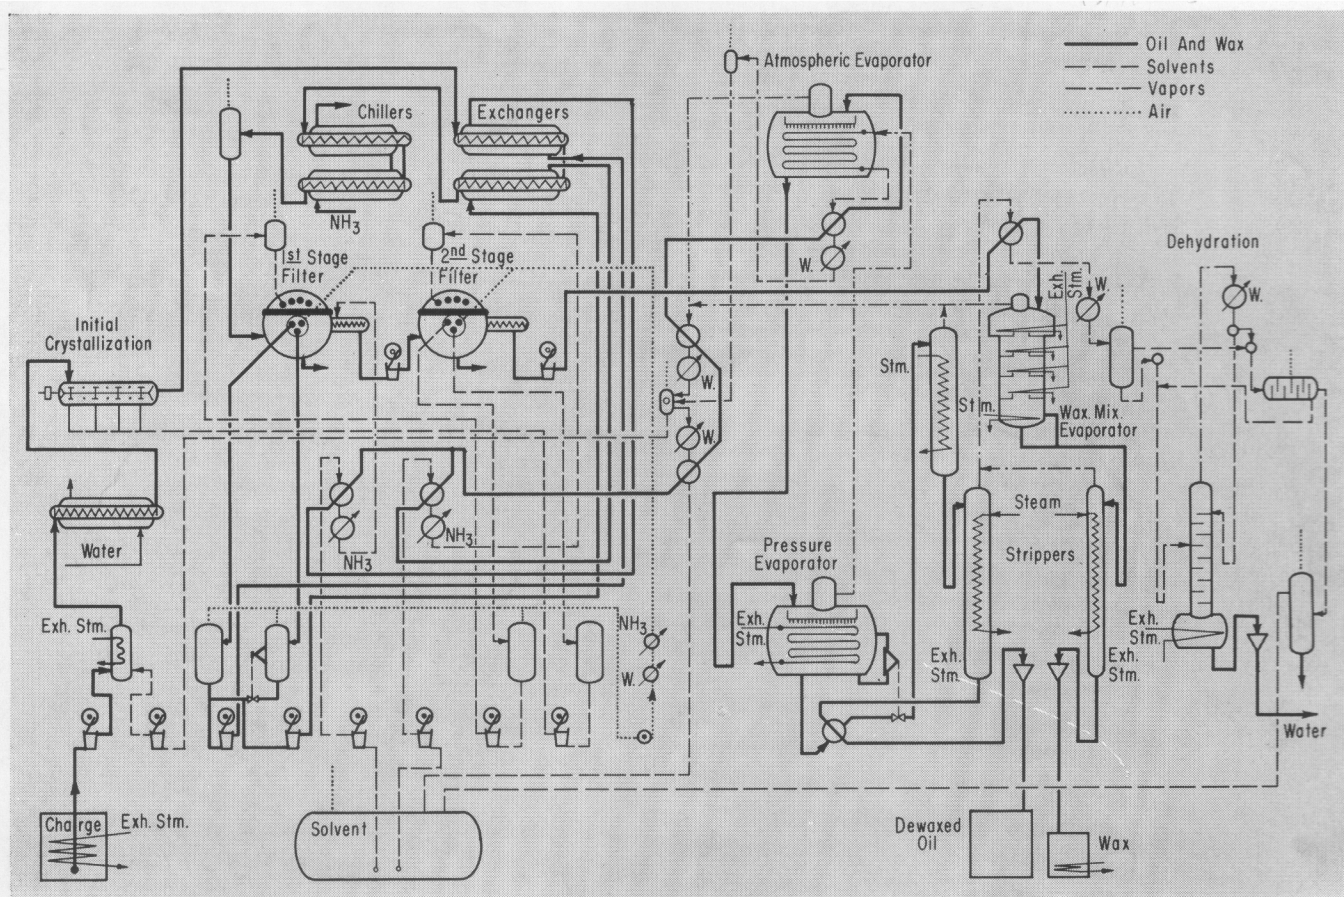 Oil And Wax
Solvents
Vapors
Air
Atmospheric Evaporator
Chillers
Exchangers
NH3
Dehydration
1st Stage
Filter
2nd Stage
Filter
W.
Exh.
Stm.
W.
W.
Initial
Crystallization
Stm.
W.
Stm.
Wax. Mix.
Evaporator
W.
Steam
Strippers
Water
NH3
NH3
Pressure
Evaporator
Exh. Stm.
NH3
W.
Exh.
Stm.
Exh.
Stm.
Exh.
Stm.
Exh.
Stm.
Water
Charge
Exh. Stm.
Solvent
Dewaxed
Oil
Wax